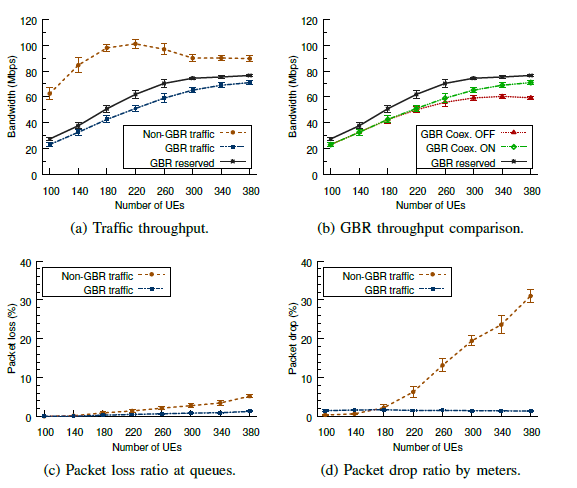 120
100
80
60
40
20
0
Bandwidth (Mbps)
Non-GBR traffic
GBR traffic
GBR reserved
100 140 180 220 260 300 340 380
Number of UEs
(a) Traffic throughput.
120
100
80
60
40
20
0
Bandwidth (Mbps)
GBR Coex. OFF
GBR Coex. ON
GBR reserved
100 140 180 220 260 300 340 380
Number of UEs
(b) GBR throughput comparison.
40
30
20
10
0
Packet loss (%)
Non-GBR traffic
GBR traffic
100 140 180 220 260 300 340 380
Number of UEs
(c) Packet loss ratio at queues.
40
30
20
10
0
Packet drop (%)
Non-GBR traffic
GBR traffic
100 140 180 220 260 300 340 380
Number of UEs
(d) Packet drop ratio by meters.